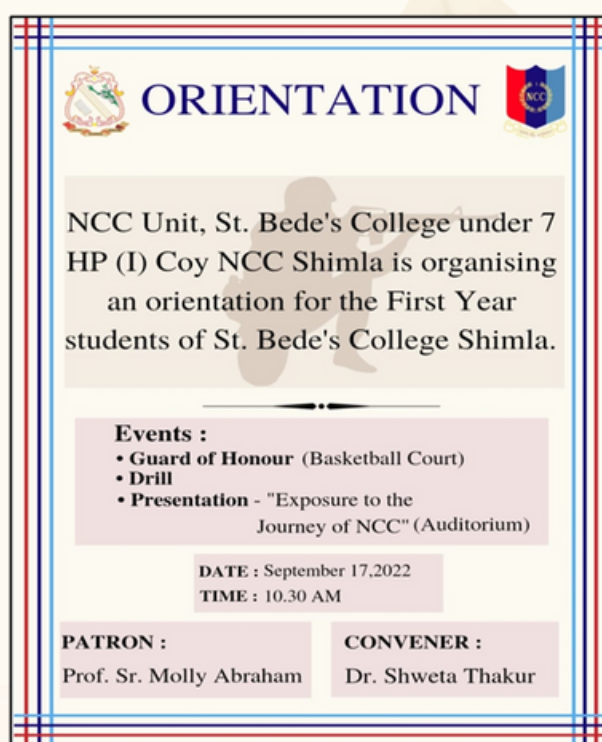 ORIENTATION
NCC
NCC Unit, St. Bede's College under 7
HP (I) Coy NCC Shimla is organising
an orientation for the First Year
students of St. Bede's College Shimla.
Events :
• Guard of Honour (Basketball Court)
• Drill
• Presentation - "Exposure to the
Journey of NCC" (Auditorium)
DATE : September 17,2022
TIME : 10.30 AM
PATRON :
Prof. Sr. Molly Abraham
CONVENER :
Dr. Shweta Thakur